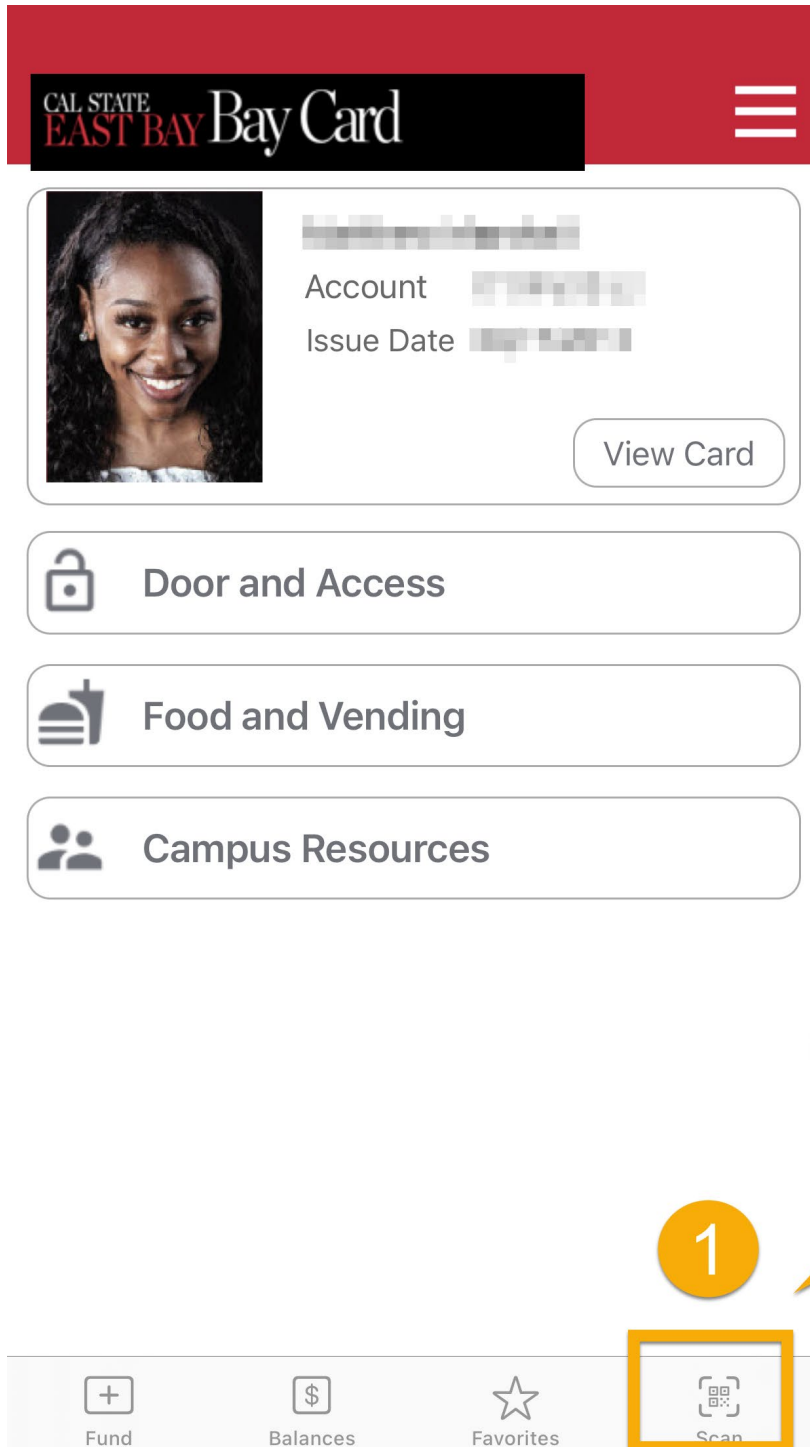 CAL STATE
EAST BAY Bay Card
Account
Issue Date
View Card
Door and Access
Food and Vending
Campus Resources
1
Fund
Balances
Favorites
Scan